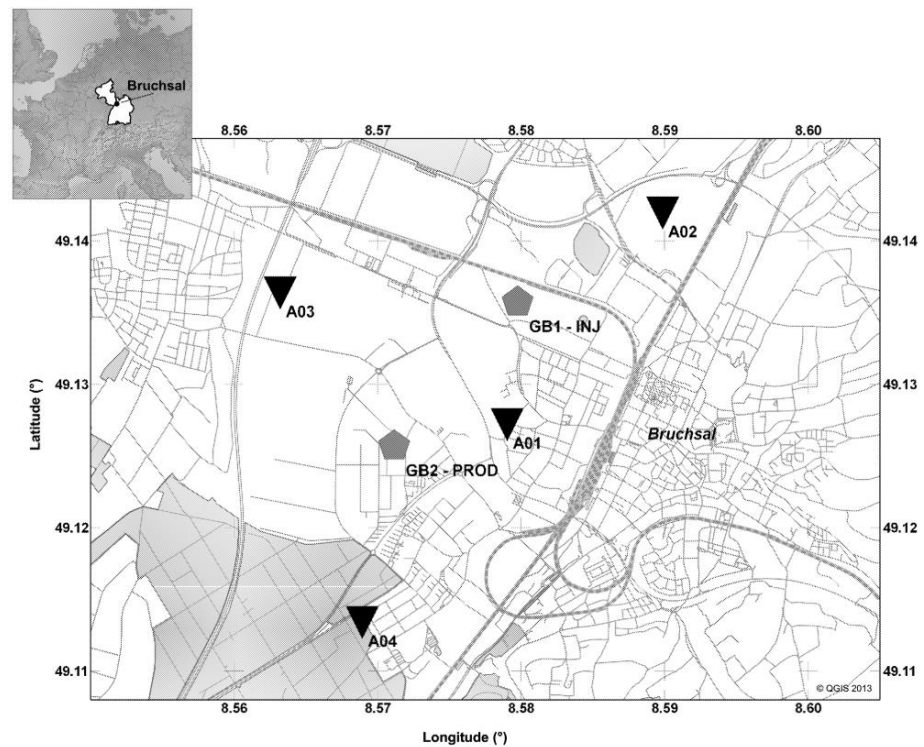 Bruchsal
8.56 8.57 8.58 8.59 8.60
49.14 49.14
A02
A03
GB1 - INJ
49.13 49.13
Latitude (°)
A01
Bruchsal
GB2 - PROD
49.12 49.12
A04
49.11 49.11
© QGIS 2013
8.56 8.57 8.58 8.59 8.60
Longitude (°)